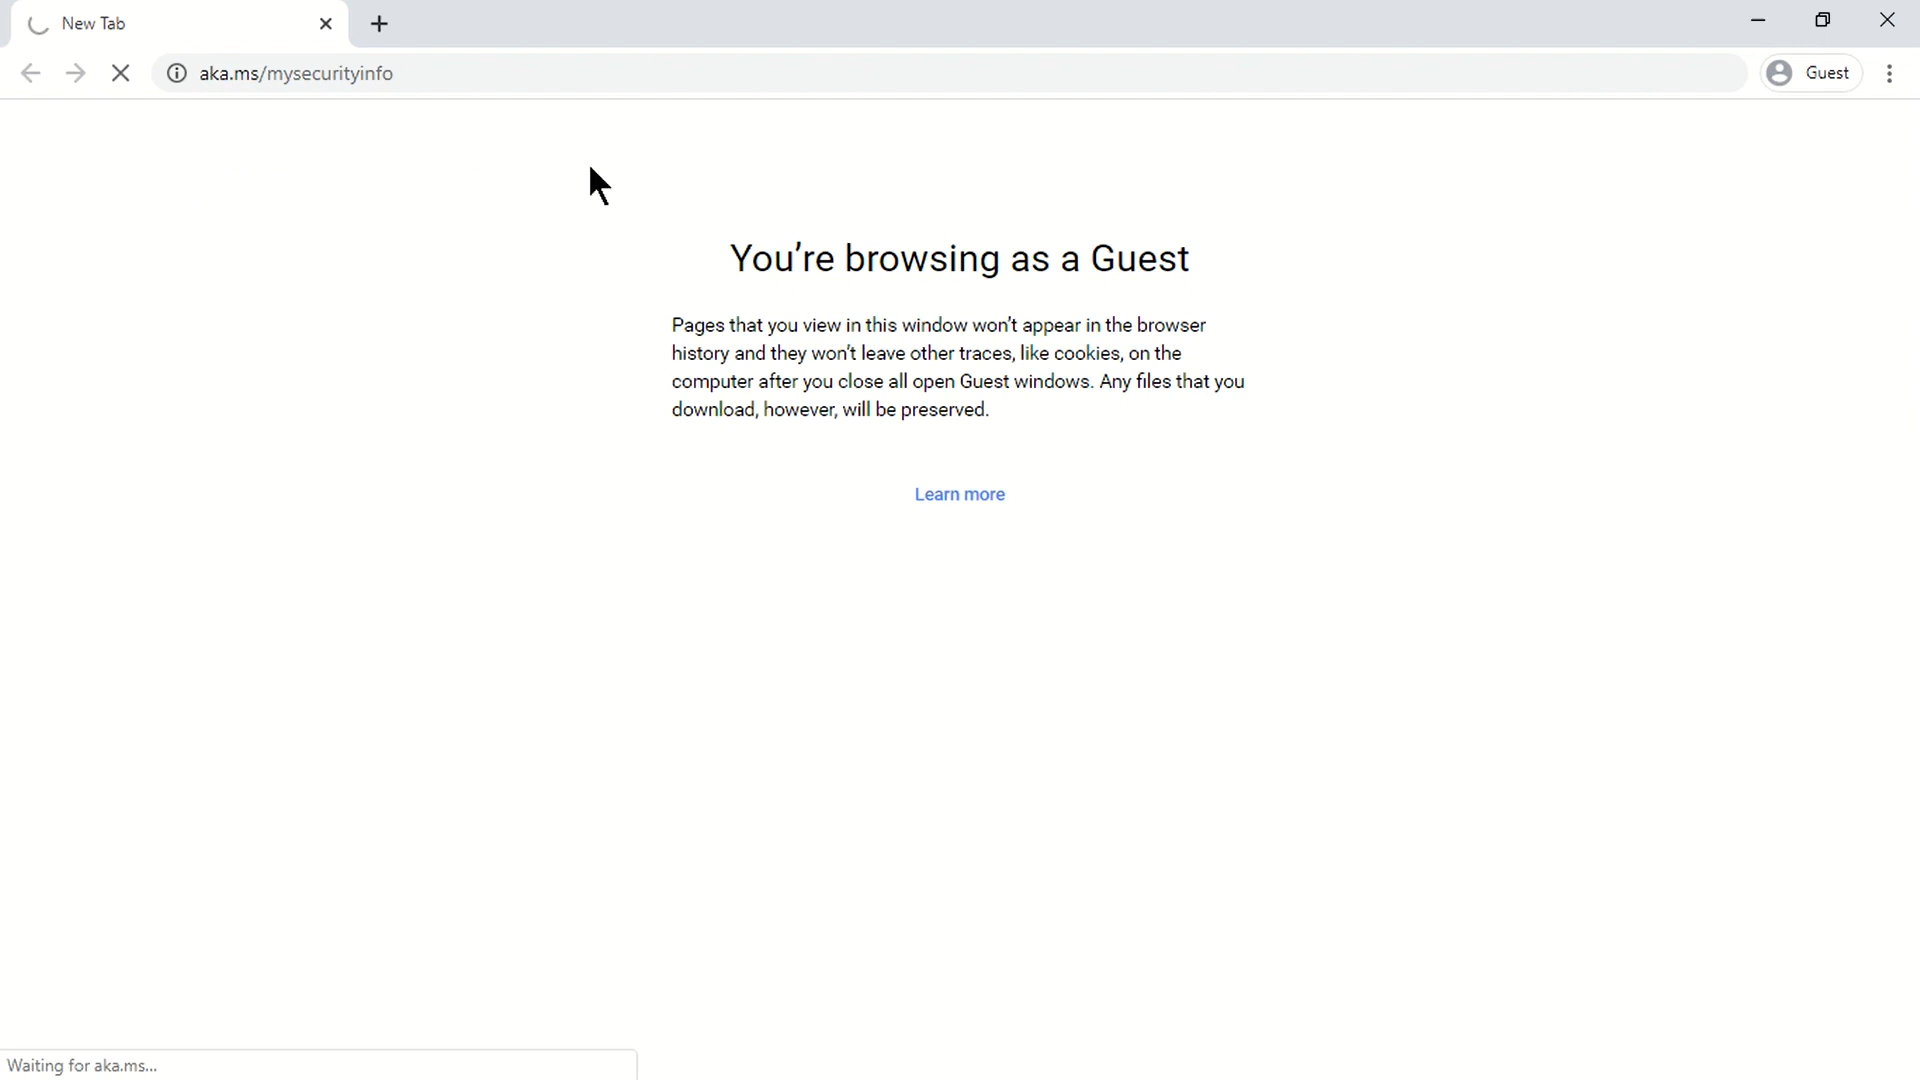 New Tab
aka.ms/mysecurityinfo
Guest
You're browsing as a Guest
Pages that you view in this window won't appear in the browser
history and they won't leave other traces, like cookies, on the
computer after you close all open Guest windows. Any files that you
download, however, will be preserved.
Learn more
Waiting for aka.ms...